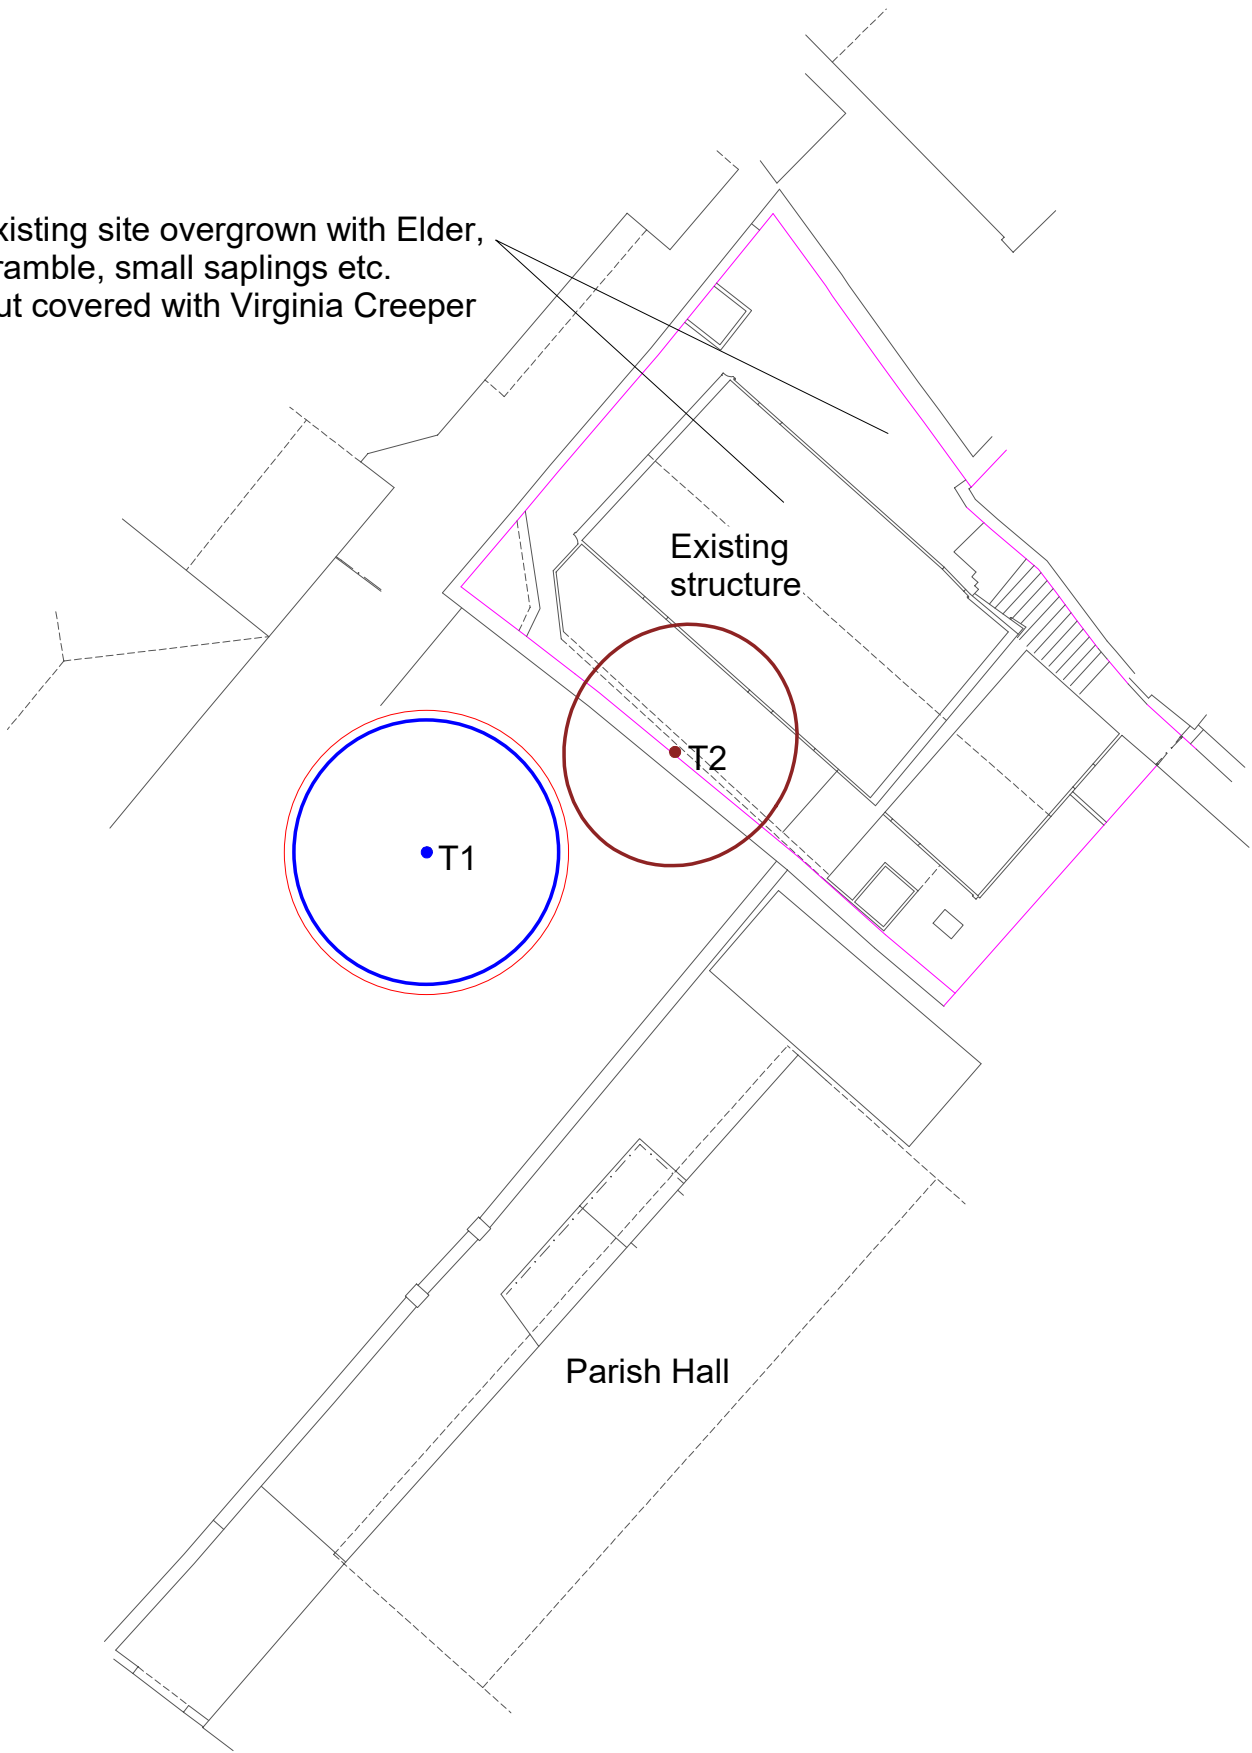 xisting site overgrown with Elder,
ramble, small saplings etc.
ut covered with Virginia Creeper
Existing
structure
T2
T1
Parish Hall